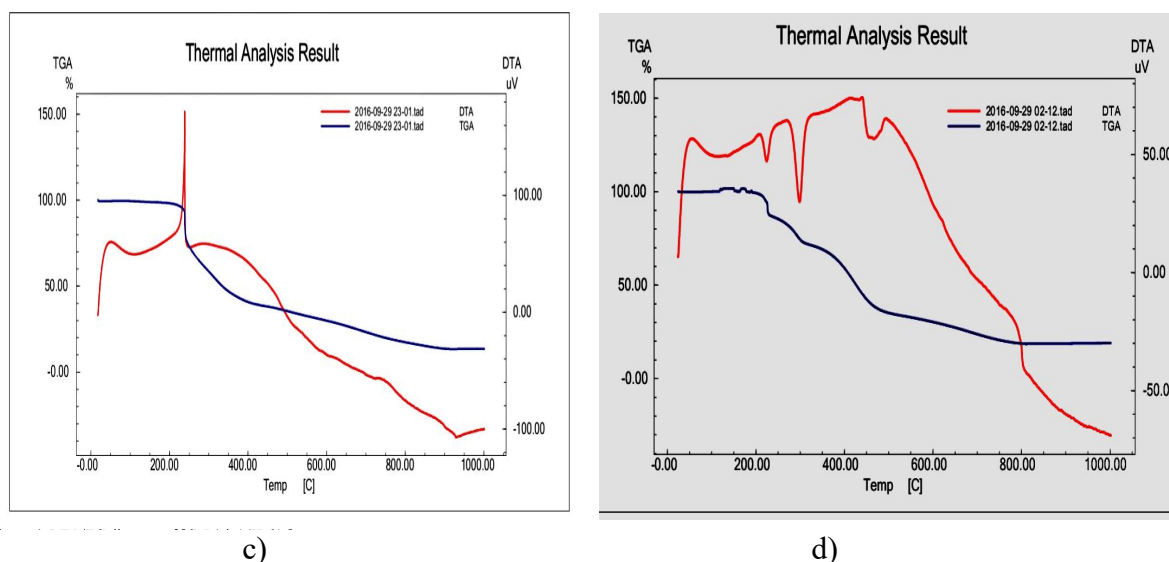 Thermal Analysis Result
TGA
%
DTA
uV
2016-09-29 23-01.tad DTA
2016-09-29 23-01.tad TGA
150.00
100.00
50.00
-0.00
100.00
0.00
-100.00
-0.00 200.00 400.00 600.00 800.00 1000.00
Temp [C]
c)
Thermal Analysis Result
TGA
%
DTA
uV
2016-09-29 02-12.tad DTA
2016-09-29 02-12.tad TGA
150.00
100.00
50.00
-0.00
50.00
0.00
-50.00
-0.00 200.00 400.00 600.00 800.00 1000.00
Temp [C]
d)